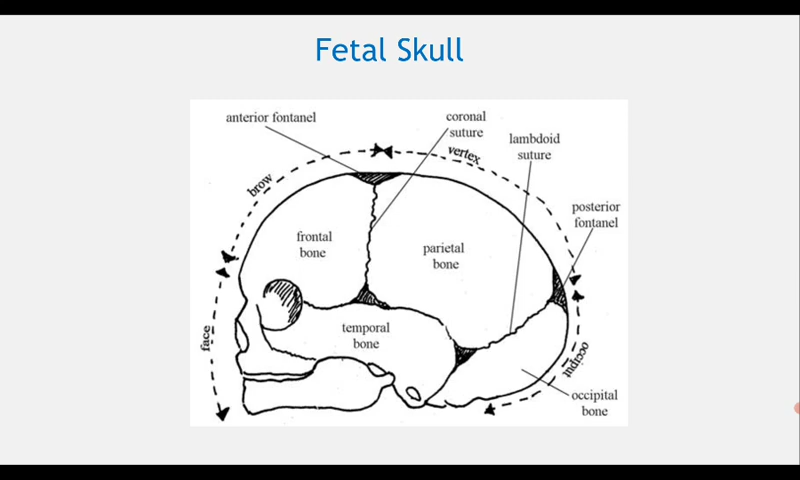 Fetal Skull
anterior fontanel
coronal
suture
lambdoid
suture
vertex
brow
posterior
fontanel
frontal
bone
parietal
bone
temporal
bone
face
occiput
occipital
bone